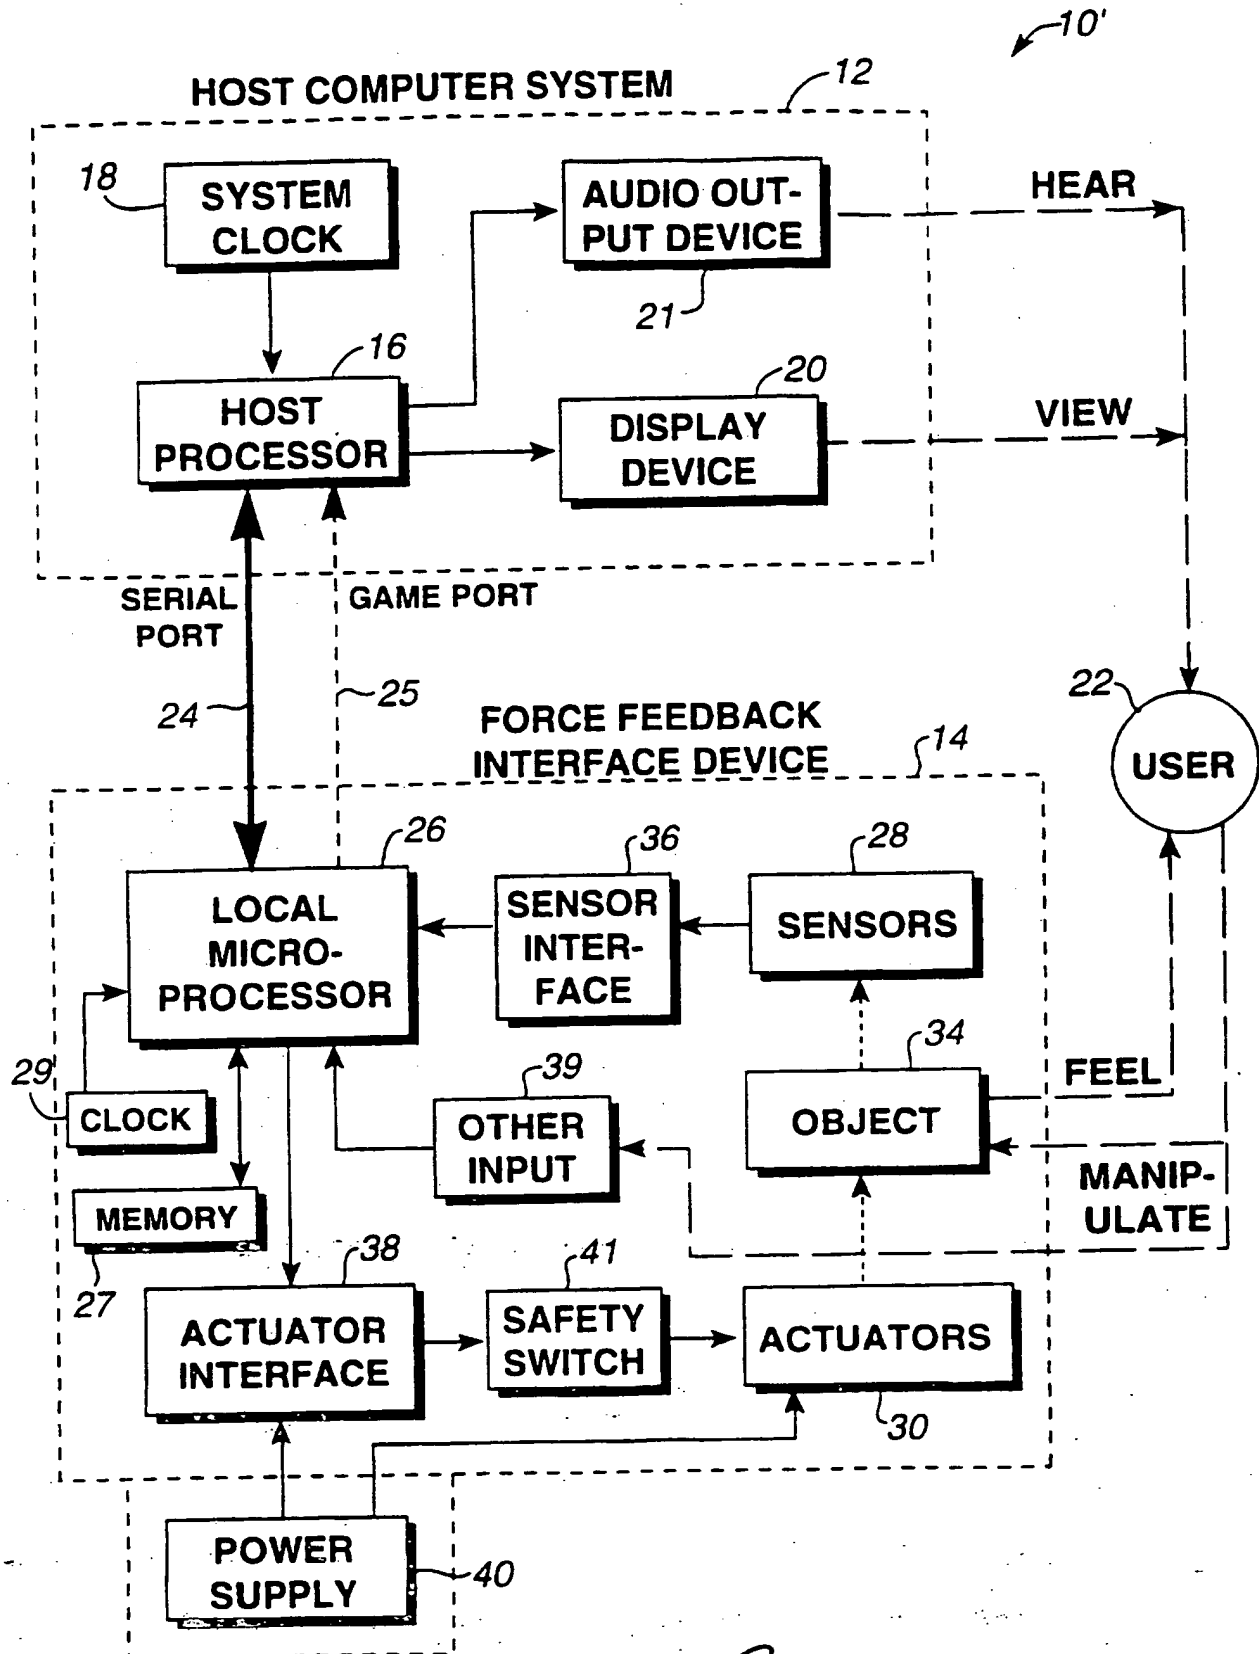 10'
HOST COMPUTER SYSTEM
12
18
SYSTEM
CLOCK
AUDIO OUT-
PUT DEVICE
21
HEAR
16
HOST
PROCESSOR
20
DISPLAY
DEVICE
VIEW
SERIAL
PORT
GAME PORT
24
25
22
USER
FORCE FEEDBACK
INTERFACE DEVICE
14
26
LOCAL
MICRO-
PROCESSOR
36
SENSOR
INTER-
FACE
28
SENSORS
29
CLOCK
39
OTHER
INPUT
34
OBJECT
FEEL
MANIP-
ULATE
MEMORY
27
38
ACTUATOR
INTERFACE
41
SAFETY
SWITCH
ACTUATORS
30
POWER
SUPPLY
40